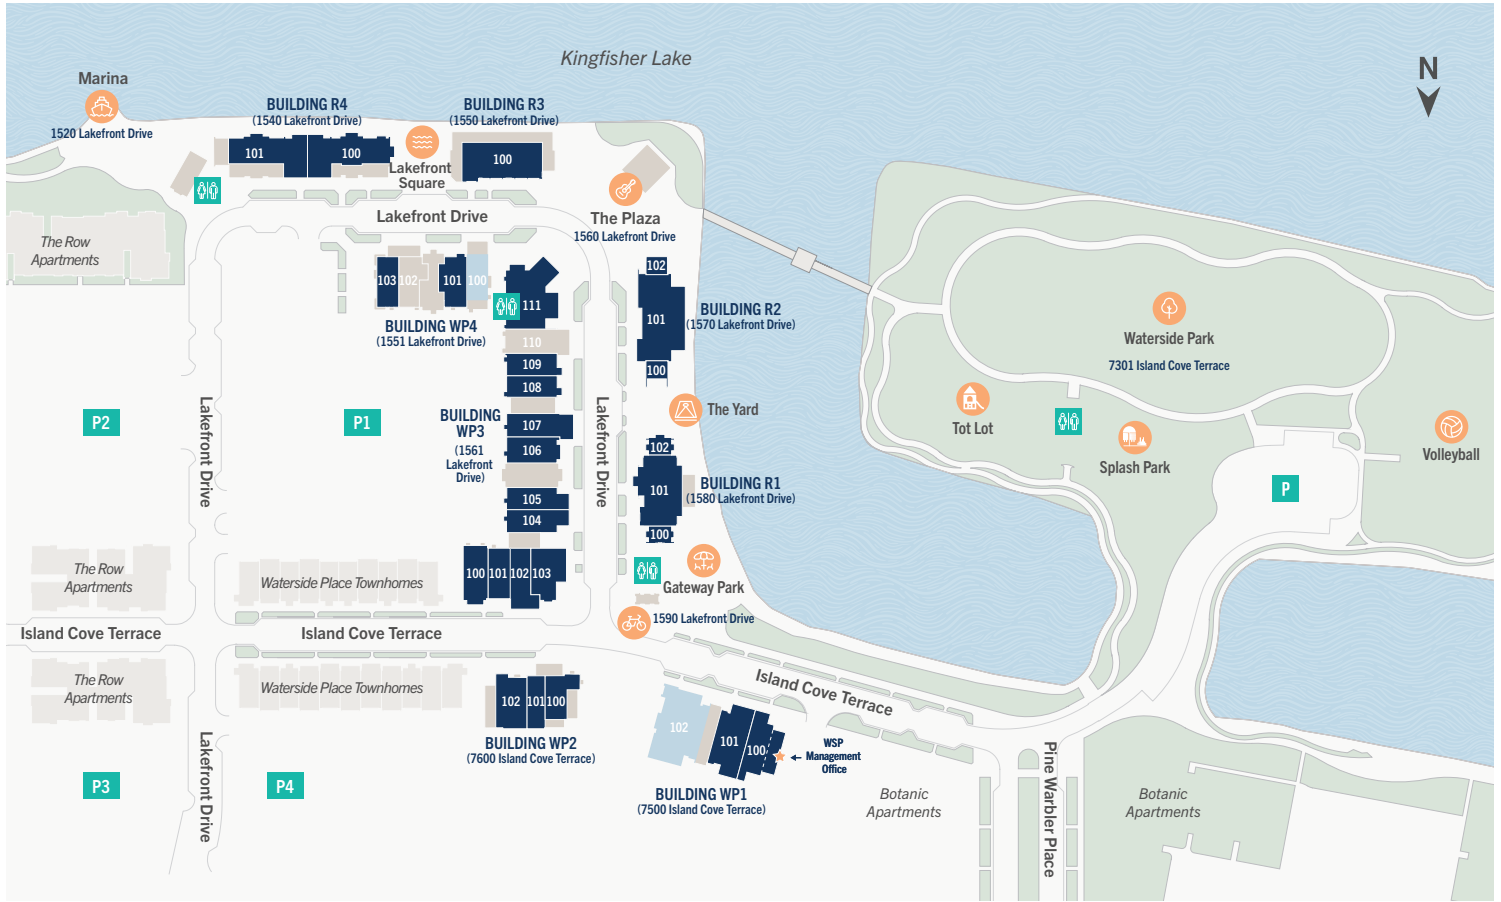 Kingfisher Lake
N
Marina
1520 Lakefront Drive
BUILDING R4
(1540 Lakefront Drive)
101
100
Lakefront
Square
BUILDING R3
(1550 Lakefront Drive)
100
The Plaza
1560 Lakefront Drive
Lakefront Drive
The Row
Apartments
103
102
101
100
BUILDING WP4
(1551 Lakefront Drive)
111
110
109
108
107
106
105
104
100
101
102
103
BUILDING
WP3
(1561
Lakefront
Drive)
102
101
100
BUILDING R2
(1570 Lakefront Drive)
The Yard
102
101
100
BUILDING R1
(1580 Lakefront Drive)
Gateway Park
1590 Lakefront Drive
Waterside Park
7301 Island Cove Terrace
Tot Lot
Splash Park
Volleyball
P
P2
P1
Lakefront Drive
Lakefront Drive
The Row
Apartments
Waterside Place Townhomes
Island Cove Terrace
Island Cove Terrace
Island Cove Terrace
The Row
Apartments
Waterside Place Townhomes
102
101
100
BUILDING WP2
(7600 Island Cove Terrace)
102
101
100
WSP
Management
Office
BUILDING WP1
(7500 Island Cove Terrace)
P3
Lakefront Drive
P4
Botanic
Apartments
Pine Warbler Place
Botanic
Apartments